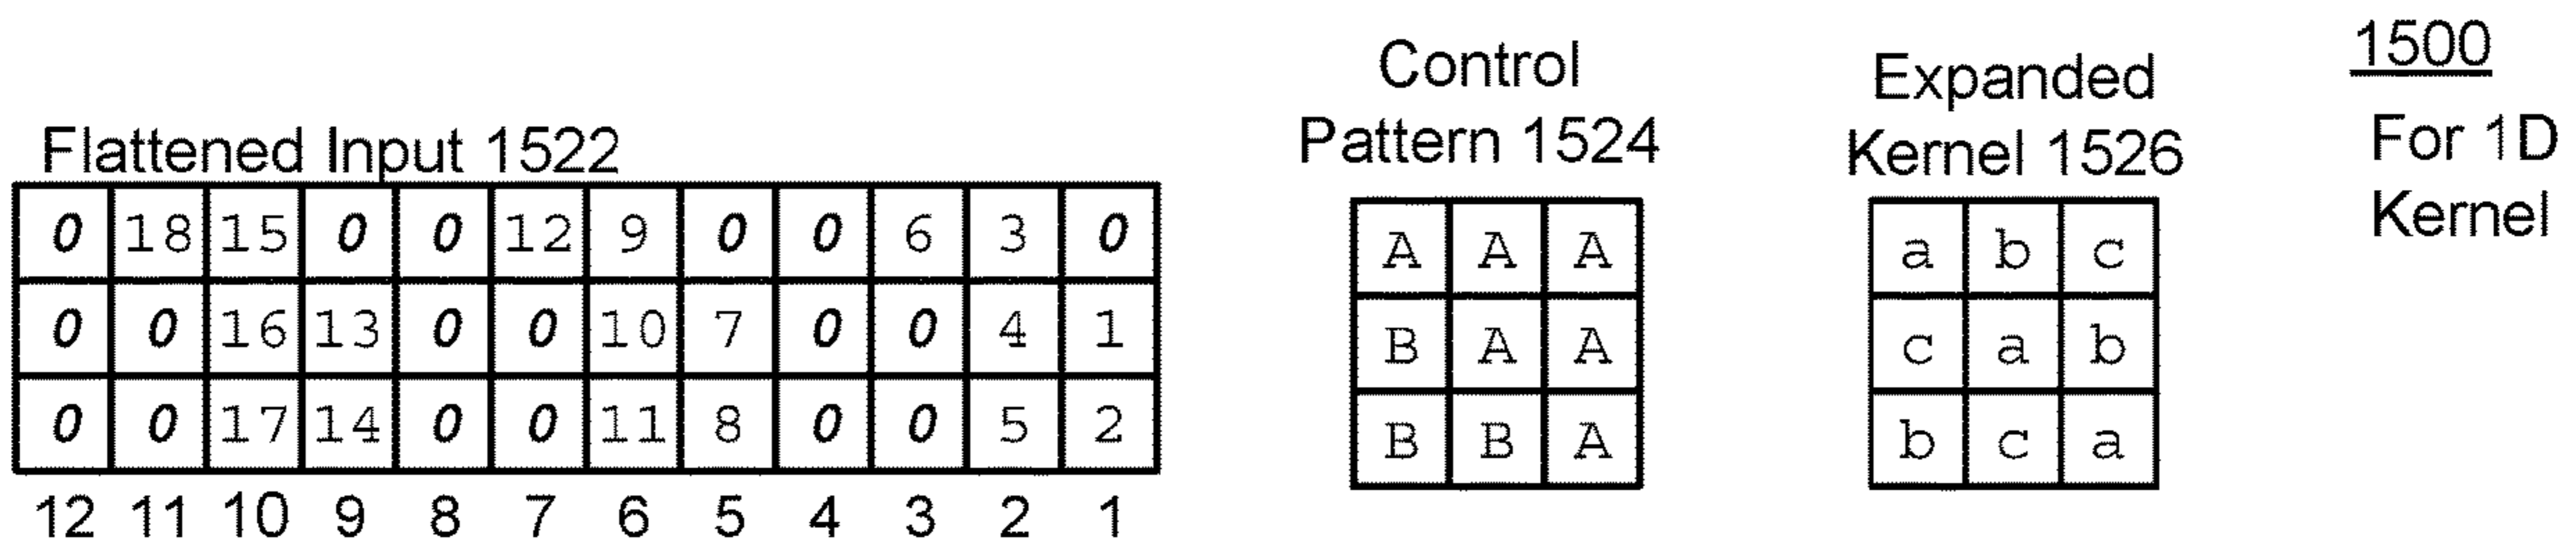 Flattened Input 1522
0 18 15 0 0 12 9 0 0 6 3 0
0 0 16 13 0 0 10 7 0 0 4 1
0 0 17 14 0 0 11 8 0 0 5 2
12 11 10 9 8 7 6 5 4 3 2 1
Control
Pattern 1524
A A A
B A A
B B A
Expanded
Kernel 1526
a b c
c a b
b c a
1500
For 1D
Kernel